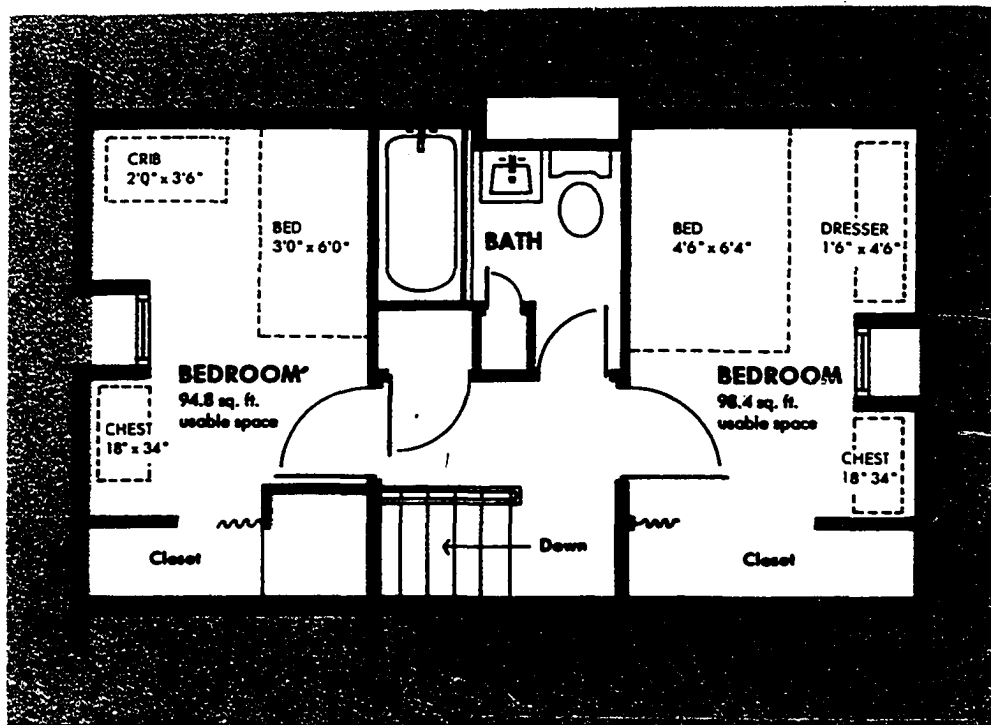 CRIB
2'0" x 3'6"
BED
3'0" x 6'0"
BATH
BED
4'6" x 6'4"
DRESSER
1'6" x 4'6"
BEDROOM
94.8 sq. ft.
usable space
BEDROOM
98.4 sq. ft.
usable space
CHEST
18" x 34"
CHEST
18" 34"
Closet
Down
Closet